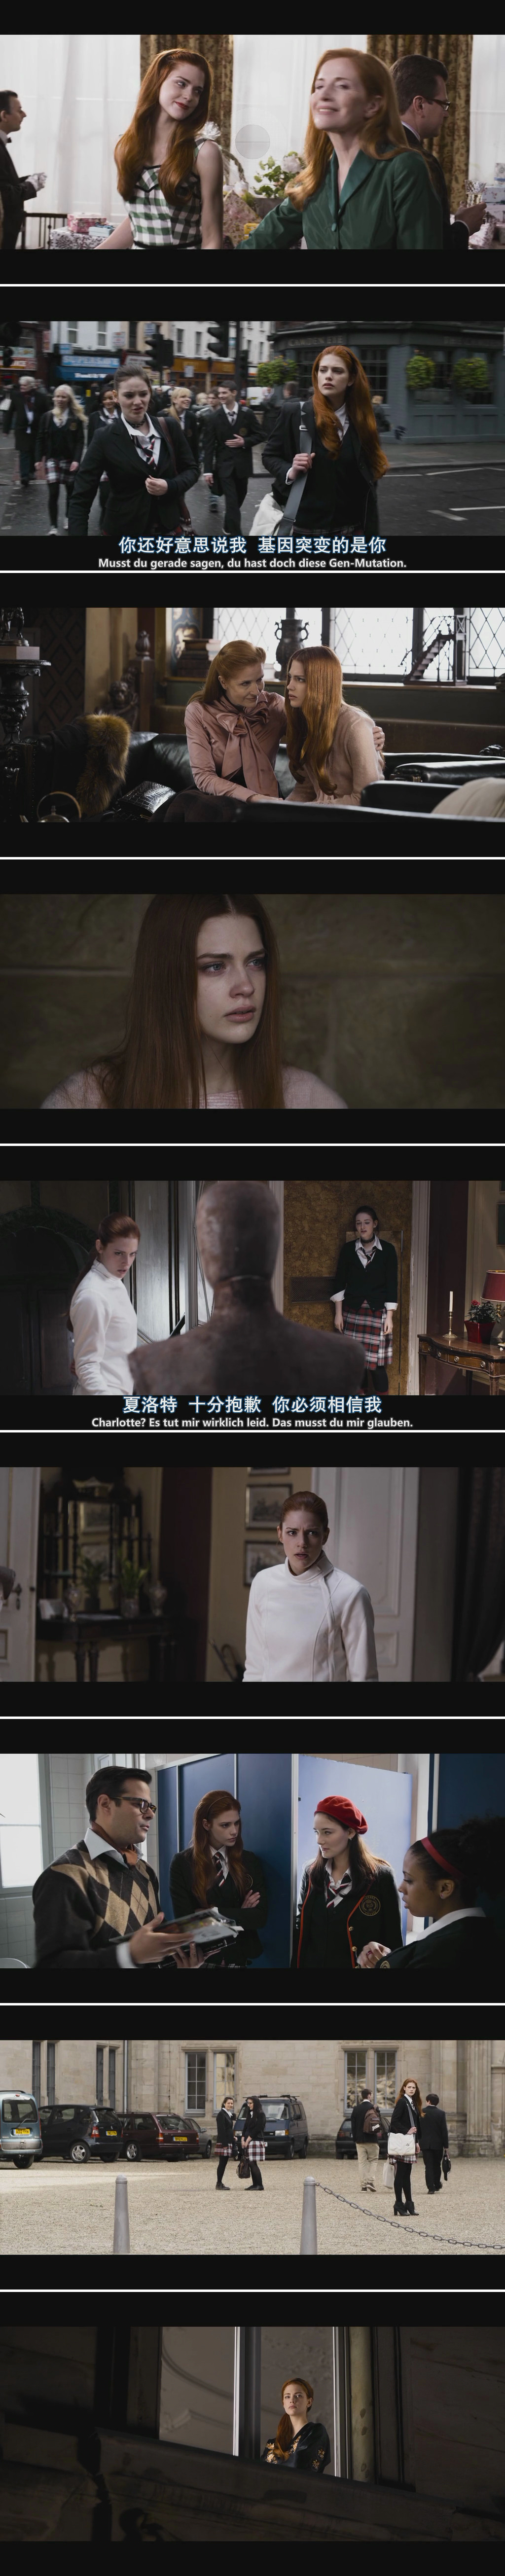 你还好意思说我 基因突变的是你
Musst du gerade sagen, du hast doch diese Gen-Mutation.
夏洛特 十分抱歉 你必须相信我
Charlotte? Es tut mir wirklich leid. Das musst du mir glauben.